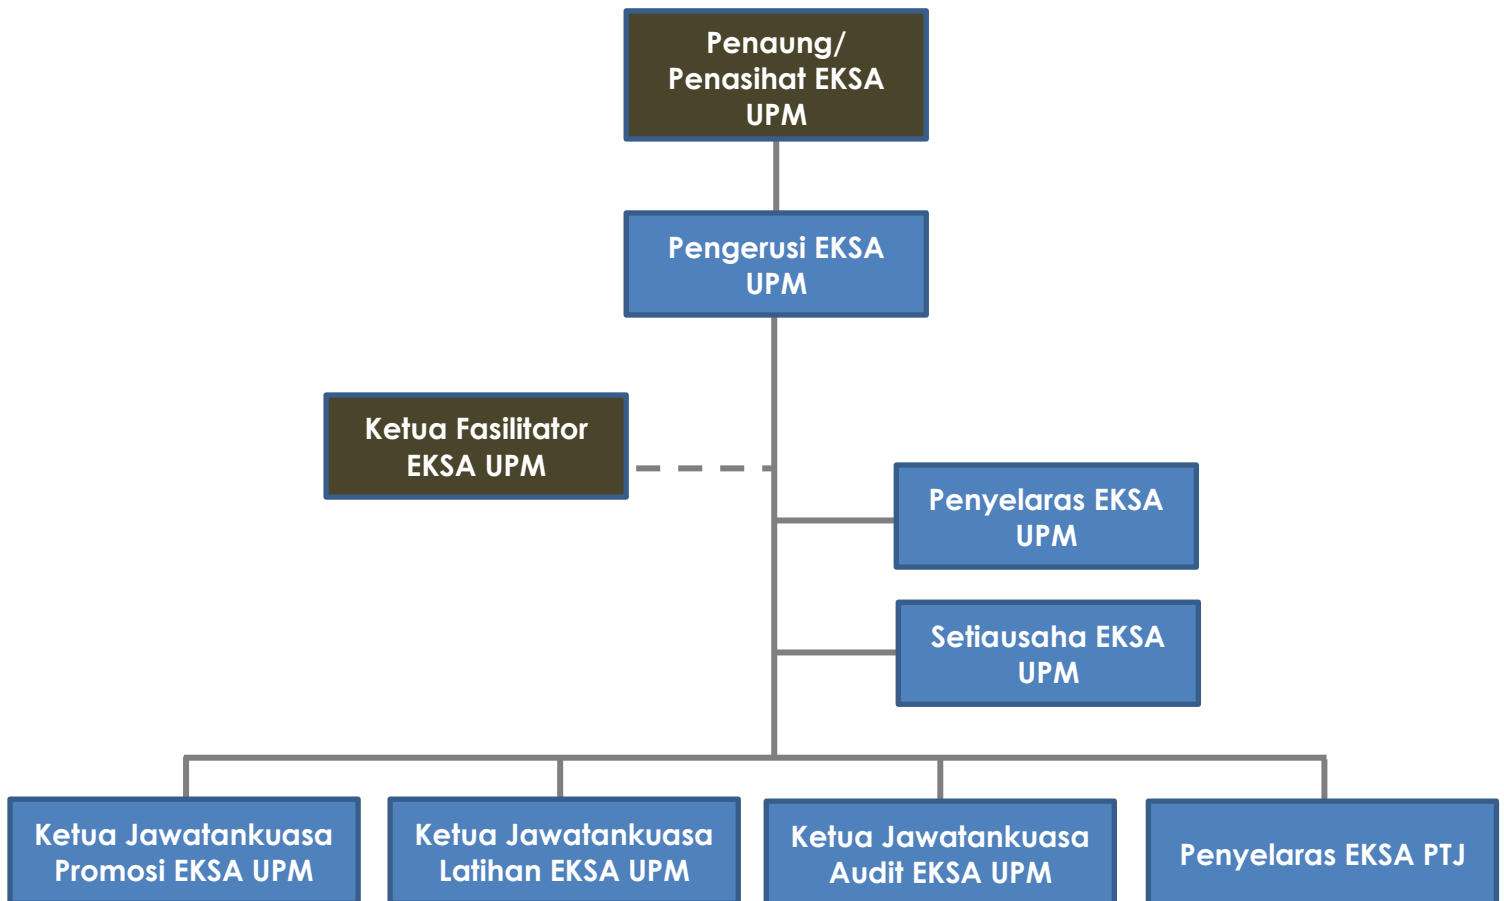 Penaung/
Penasihat EKSA
UPM
Pengerusi EKSA
UPM
Ketua Fasilitator
EKSA UPM
Penyelaras EKSA
UPM
Setiausaha EKSA
UPM
Ketua Jawatankuasa
Promosi EKSA UPM
Ketua Jawatankuasa
Latihan EKSA UPM
Ketua Jawatankuasa
Audit EKSA UPM
Penyelaras EKSA PTJ